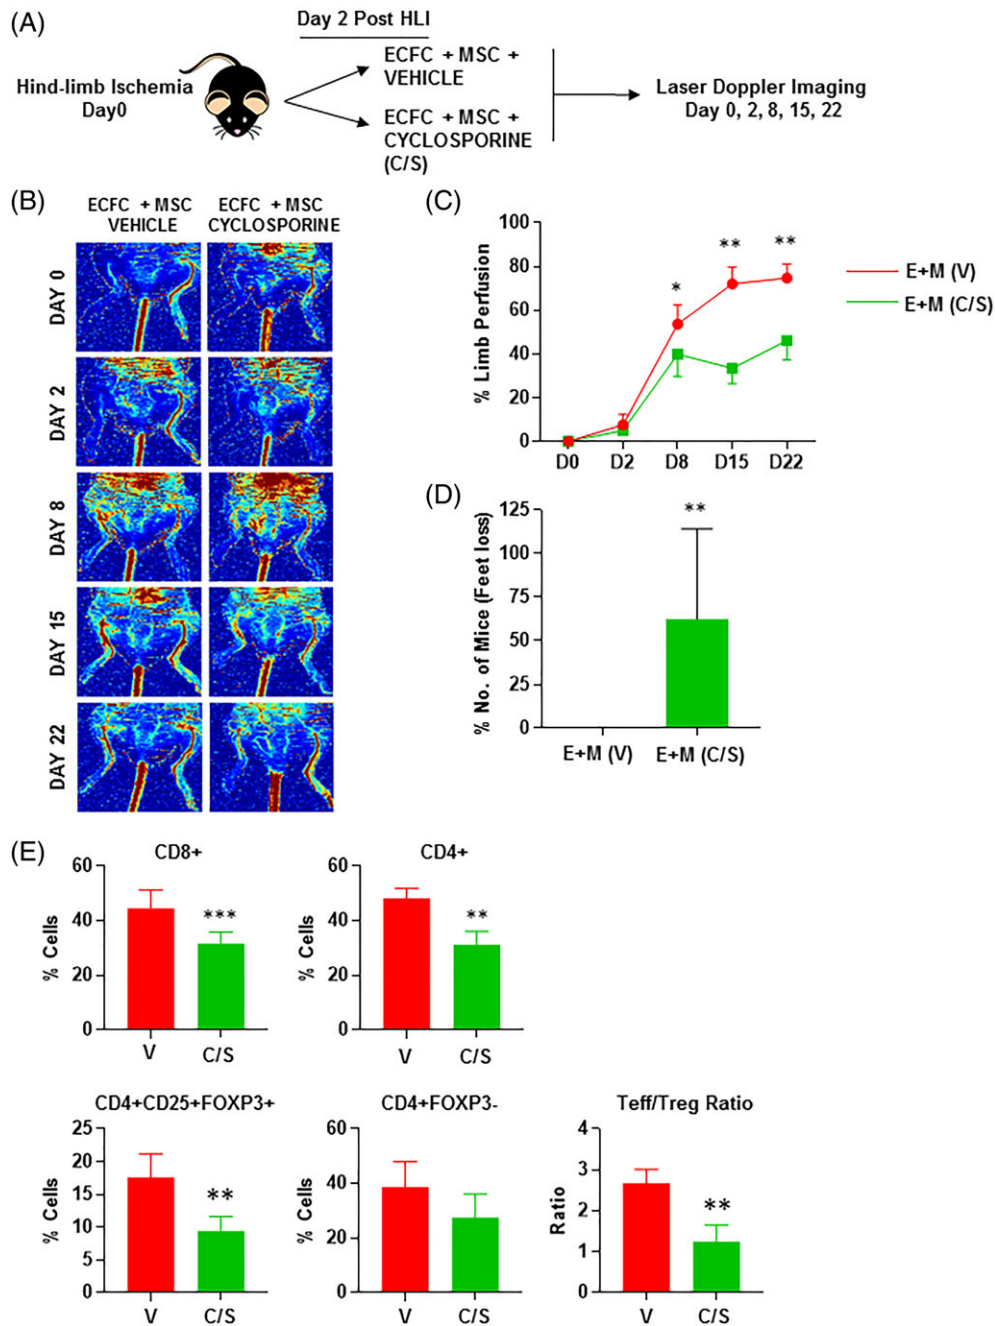 (A)
Day 2 Post HLI
Hind-limb Ischemia
Day0
ECFC + MSC +
VEHICLE
ECFC + MSC +
CYCLOSPORINE
(C/S)
Laser Doppler Imaging
Day 0, 2, 8, 15, 22
(B)
ECFC + MSC
VEHICLE
ECFC + MSC
CYCLOSPORINE
DAY 0
DAY 2
DAY 8
DAY 15
DAY 22
(C)
% Limb Perfusion
100
80
60
40
20
0
*
**
**
D0 D2 D8 D15 D22
E+M (V)
E+M (C/S)
(D)
% No. of Mice (Feet loss)
125
100
75
50
25
0
**
E+M (V) E+M (C/S)
(E)
CD8+
% Cells
60
40
20
0
***
V C/S
CD4+
% Cells
60
40
20
0
**
V C/S
CD4+CD25+FOXP3+
% Cells
25
20
15
10
5
0
**
V C/S
CD4+FOXP3-
% Cells
60
40
20
0
V C/S
Teff/Treg Ratio
Ratio
4
3
2
1
0
**
V C/S